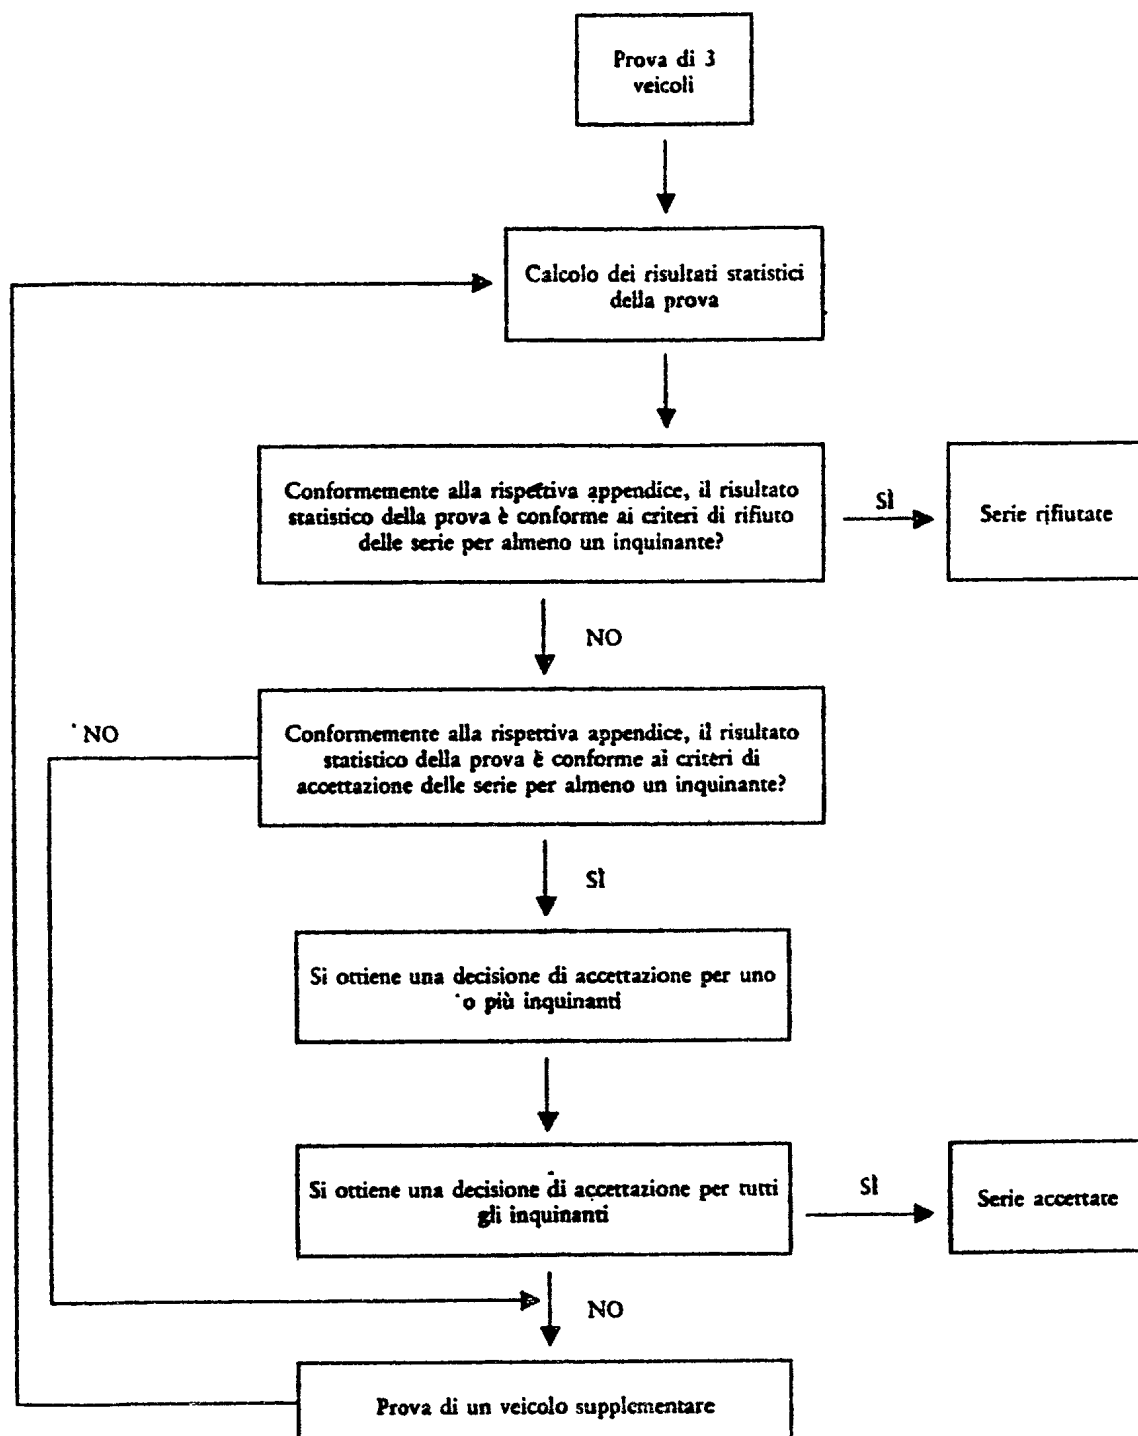 Prova di 3
veicoli
Calcolo dei risultati statistici
della prova
Conformemente alla rispettiva appendice, il risultato
statistico della prova è conforme ai criteri di rifiuto
delle serie per almeno un inquinante?
SÌ
Serie rifiutate
NO
NO
Conformemente alla rispettiva appendice, il risultato
statistico della prova è conforme ai criteri di
accettazione delle serie per almeno un inquinante?
SÌ
Si ottiene una decisione di accettazione per uno
o più inquinanti
Si ottiene una decisione di accettazione per tutti
gli inquinanti
SÌ
Serie accettate
NO
Prova di un veicolo supplementare